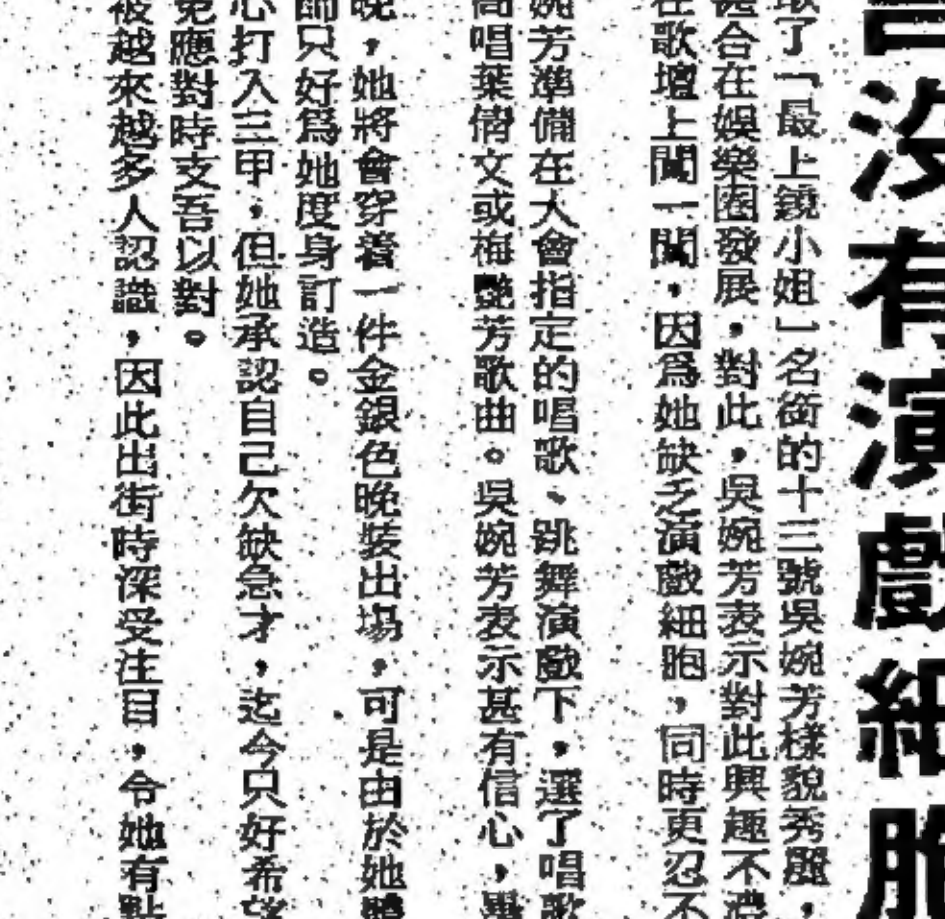 言沒有演戲細胞
取了「最上鏡小姐」名銜的十三號吳婉芳樣貌秀麗，
甚合在娛樂圈發展，對此，吳婉芳表示對此興趣不濃
在歌壇上闖一闖，因爲她缺乏演戲細胞，同時更忍不
婉芳準備在大會指定的唱歌、跳舞演戲下，選了唱歌
高唱葉倩文或梅艷芳歌曲。吳婉芳表示甚有信心，畢
晚，她將會穿着一件金銀色晚裝出場，可是由於她體
師只好爲她度身訂造。
心打入三甲，但她承認自己欠缺急才，迄今只好希望
免應對時支吾以對。
被越來越多人認識，因此出街時深受注目，令她有點